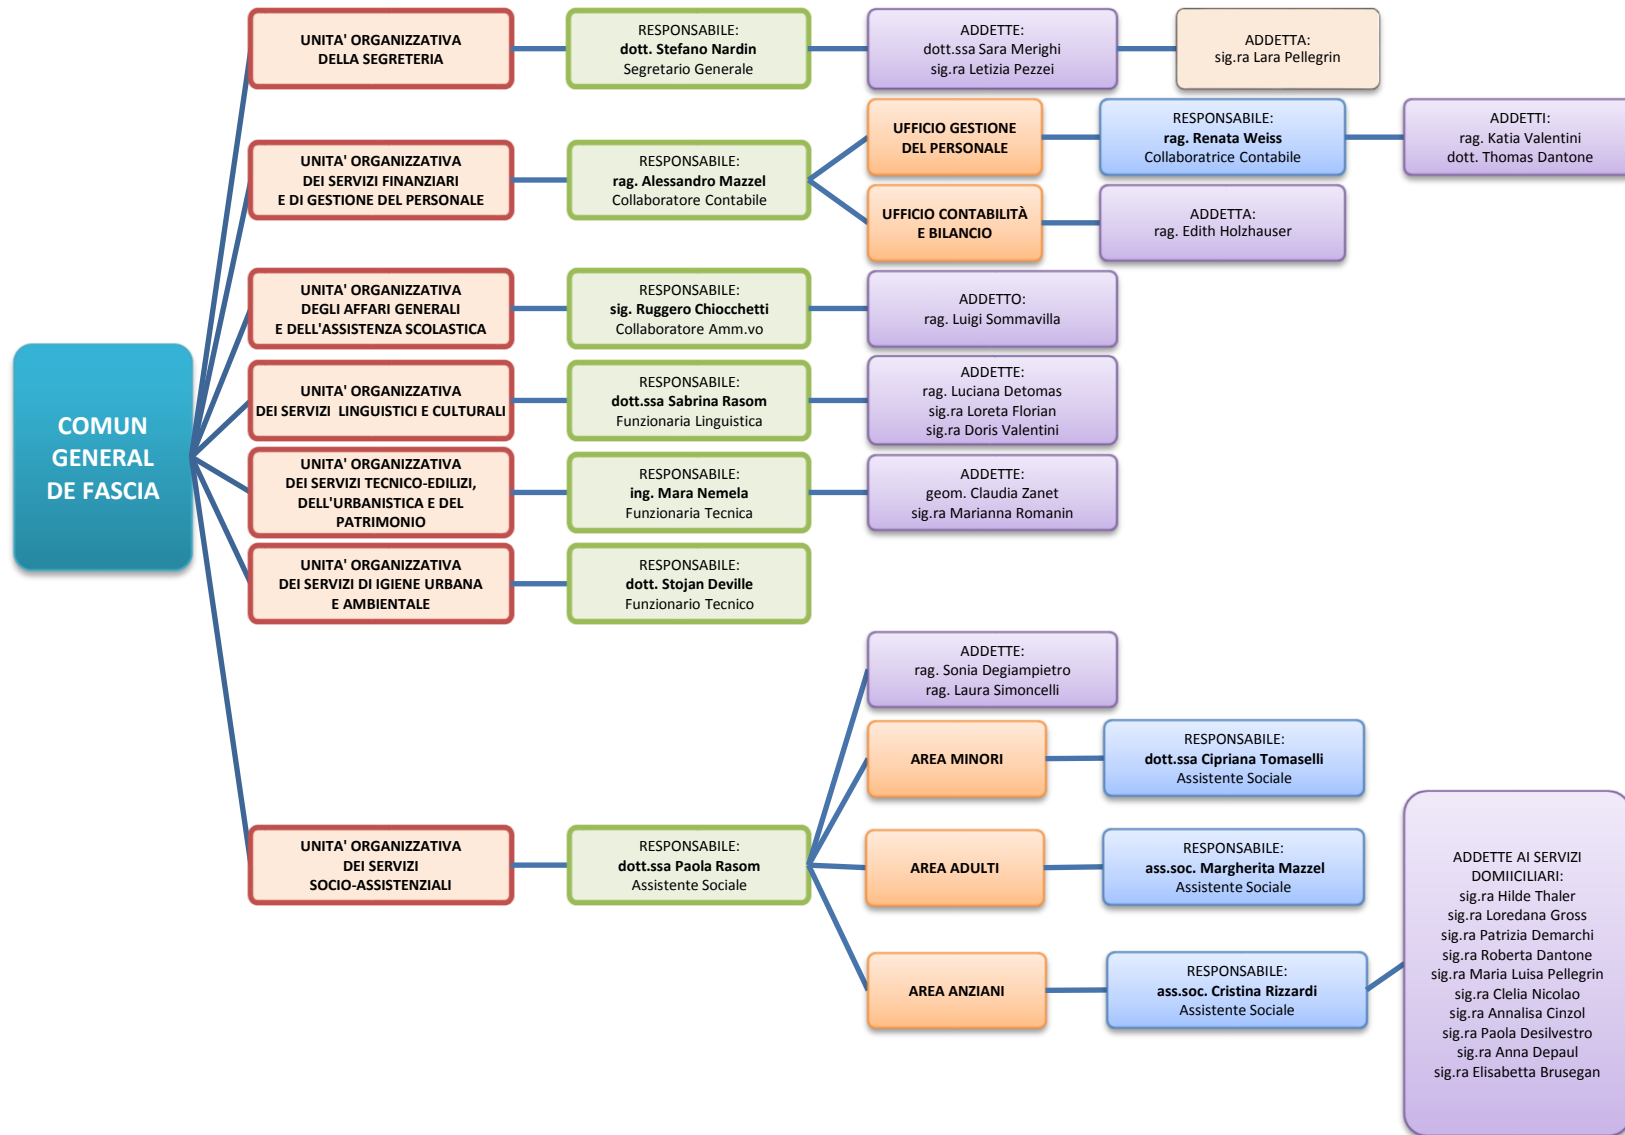 COMUN
GENERAL
DE FASCIA
UNITA' ORGANIZZATIVA
DELLA SEGRETERIA
RESPONSABILE:
dott. Stefano Nardin
Segretario Generale
ADDETTE:
dott.ssa Sara Merighi
sig.ra Letizia Pezzei
ADDETTA:
sig.ra Lara Pellegrin
UNITA' ORGANIZZATIVA
DEI SERVIZI FINANZIARI
E DI GESTIONE DEL PERSONALE
RESPONSABILE:
rag. Alessandro Mazzel
Collaboratore Contabile
UFFICIO GESTIONE
DEL PERSONALE
RESPONSABILE:
rag. Renata Weiss
Collaboratrice Contabile
ADDETTI:
rag. Katia Valentini
dott. Thomas Dantone
UFFICIO CONTABILITÀ
E BILANCIO
ADDETTA:
rag. Edith Holzhauser
UNITA' ORGANIZZATIVA
DEGLI AFFARI GENERALI
E DELL'ASSISTENZA SCOLASTICA
RESPONSABILE:
sig. Ruggero Chiocchetti
Collaboratore Amm.vo
ADDETTO:
rag. Luigi Sommavilla
UNITA' ORGANIZZATIVA
DEI SERVIZI LINGUISTICI E CULTURALI
RESPONSABILE:
dott.ssa Sabrina Rasom
Funzionaria Linguistica
ADDETTE:
rag. Luciana Detomas
sig.ra Loreta Florian
sig.ra Doris Valentini
UNITA' ORGANIZZATIVA
DEI SERVIZI TECNICO-EDILIZI,
DELL'URBANISTICA E DEL
PATRIMONIO
RESPONSABILE:
ing. Mara Nemela
Funzionaria Tecnica
ADDETTE:
geom. Claudia Zanet
sig.ra Marianna Romanin
UNITA' ORGANIZZATIVA
DEI SERVIZI DI IGIENE URBANA
E AMBIENTALE
RESPONSABILE:
dott. Stojan Deville
Funzionario Tecnico
UNITA' ORGANIZZATIVA
DEI SERVIZI
SOCIO-ASSISTENZIALI
RESPONSABILE:
dott.ssa Paola Rasom
Assistente Sociale
ADDETTE:
rag. Sonia Degiampietro
rag. Laura Simoncelli
AREA MINORI
RESPONSABILE:
dott.ssa Cipriana Tomaselli
Assistente Sociale
AREA ADULTI
RESPONSABILE:
ass.soc. Margherita Mazzel
Assistente Sociale
AREA ANZIANI
RESPONSABILE:
ass.soc. Cristina Rizzardi
Assistente Sociale
ADDETTE AI SERVIZI
DOMIICILIARI:
sig.ra Hilde Thaler
sig.ra Loredana Gross
sig.ra Patrizia Demarchi
sig.ra Roberta Dantone
sig.ra Maria Luisa Pellegrin
sig.ra Clelia Nicolao
sig.ra Annalisa Cinzol
sig.ra Paola Desilvestro
sig.ra Anna Depaul
sig.ra Elisabetta Brusegan